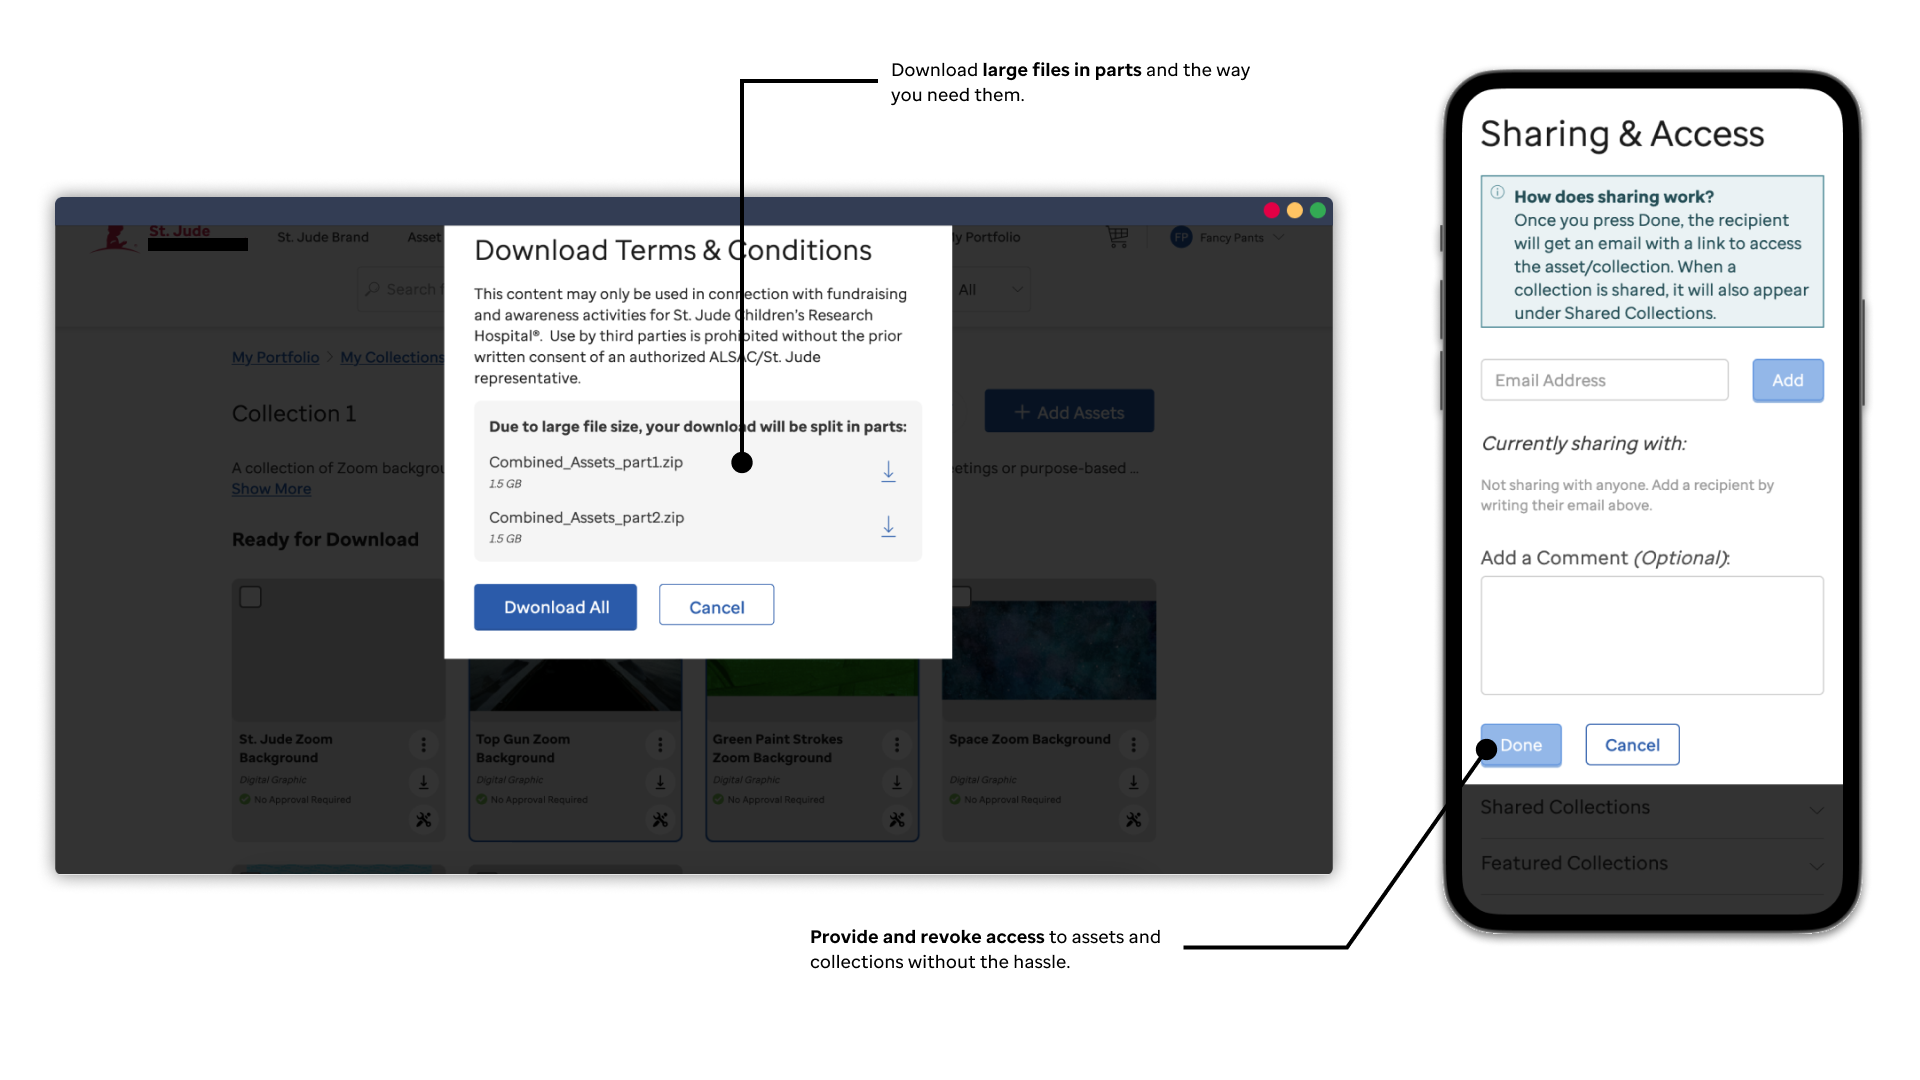 Download large files in parts and the way
you need them.
St. Jude
St. Jude Brand
Asset
y Portfolio
FP
Fancy Pants
Search
All
My Portfolio > My Collections
Collection 1
+ Add Assets
A collection of Zoom backgrou
etings or purpose-based ...
Show More
Ready for Download
Download Terms & Conditions
This content may only be used in connection with fundraising
and awareness activities for St. Jude Children's Research
Hospital®. Use by third parties is prohibited without the prior
written consent of an authorized ALSAC/St. Jude
representative.
Due to large file size, your download will be split in parts:
Combined_Assets_part1.zip
1.5 GB
Combined_Assets_part2.zip
1.5 GB
Dwonload All
Cancel
St. Jude Zoom
Background
Digital Graphic
No Approval Required
Top Gun Zoom
Background
Digital Graphic
No Approval Required
Green Paint Strokes
Zoom Background
Digital Graphic
No Approval Required
Space Zoom Background
Digital Graphic
No Approval Required
Sharing & Access
How does sharing work?
Once you press Done, the recipient
will get an email with a link to access
the asset/collection. When a
collection is shared, it will also appear
under Shared Collections.
Email Address
Add
Currently sharing with:
Not sharing with anyone. Add a recipient by
writing their email above.
Add a Comment (Optional):
Done
Cancel
Shared Collections
Featured Collections
Provide and revoke access to assets and
collections without the hassle.